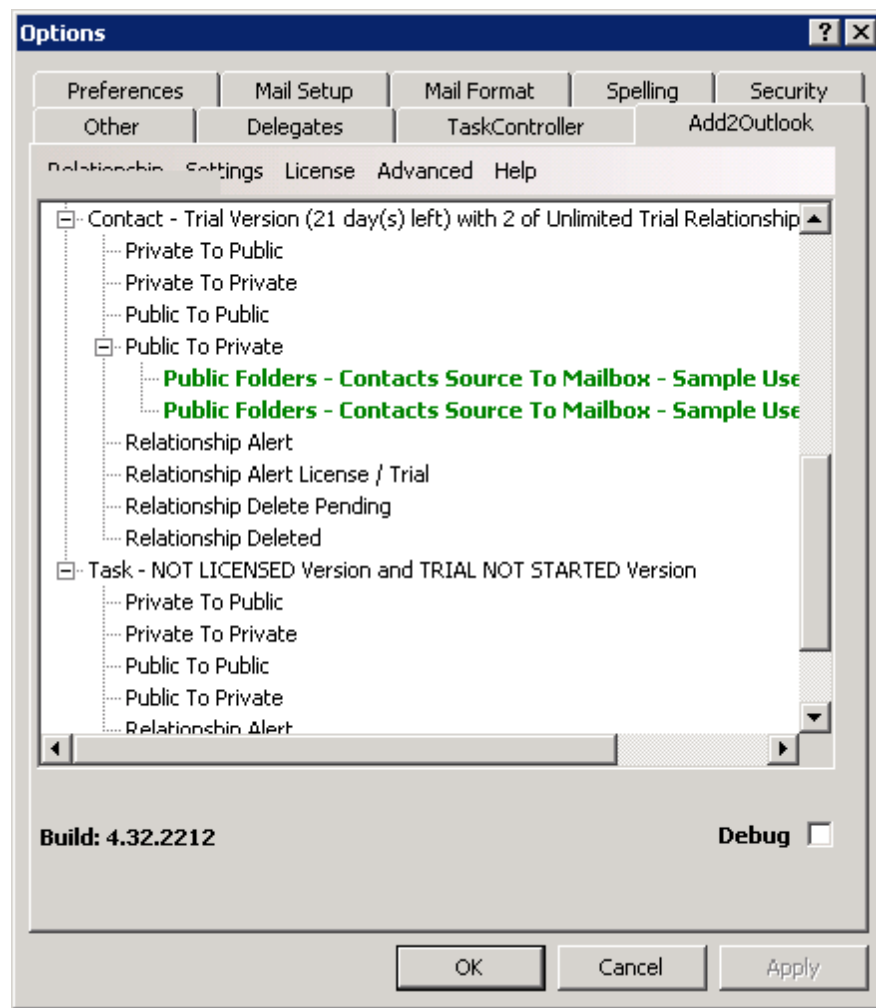 Options
Preferences Mail Setup Mail Format Spelling Security
Other Delegates TaskController Add2Outlook
Relationship Settings License Advanced Help
Contact - Trial Version (21 day(s) left) with 2 of Unlimited Trial Relationship
Private To Public
Private To Private
Public To Public
Public To Private
Public Folders - Contacts Source To Mailbox - Sample Use
Public Folders - Contacts Source To Mailbox - Sample Use
Relationship Alert
Relationship Alert License / Trial
Relationship Delete Pending
Relationship Deleted
Task - NOT LICENSED Version and TRIAL NOT STARTED Version
Private To Public
Private To Private
Public To Public
Public To Private
Relationship Alert
Build: 4.32.2212 Debug
OK Cancel Apply